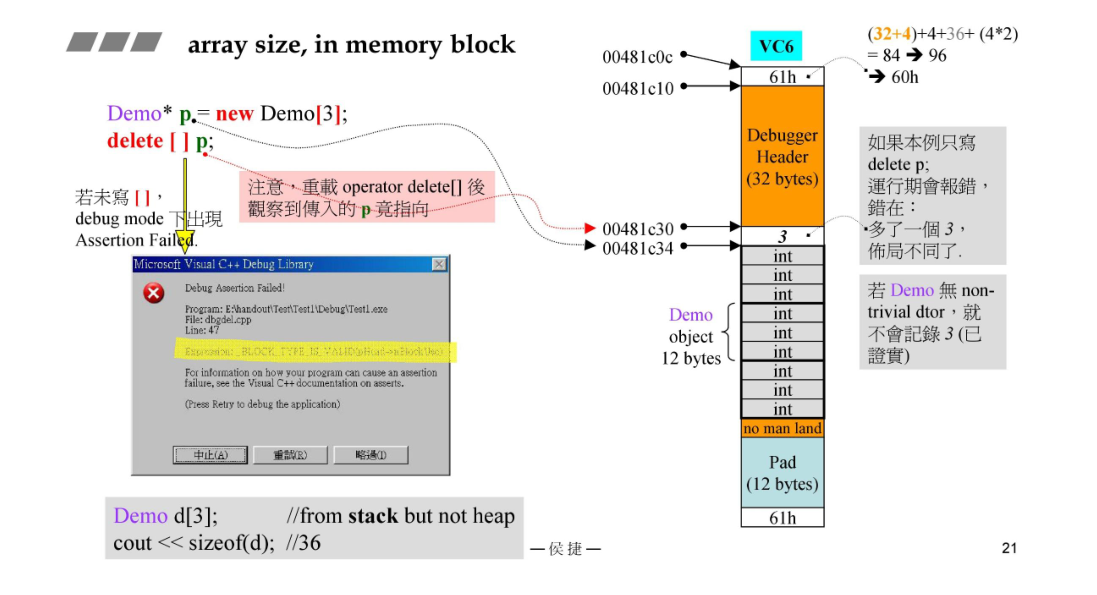 array size, in memory block
Demo* p = new Demo[3];
delete [ ] p;
若未寫 [ ]，
debug mode 下出現
Assertion Failed.
注意，重載 operator delete[] 後
觀察到傳入的 p 竟指向
Microsoft Visual C++ Debug Library
Debug Assertion Failed!
Program: E:\handout\Test\Test1\Debug\Test1.exe
File: dbgdel.cpp
Line: 47
Expression: _BLOCK_TYPE_IS_VALID(pHead->nBlockUse)
For information on how your program can cause an assertion
failure, see the Visual C++ documentation on asserts.
(Press Retry to debug the application)
中止(A)
重試(R)
略過(I)
Demo d[3]; //from stack but not heap
cout << sizeof(d); //36
00481c0c
00481c10
00481c30
00481c34
VC6
61h
Debugger
Header
(32 bytes)
3
int
int
int
int
int
int
int
int
int
no man land
Pad
(12 bytes)
61h
Demo
object
12 bytes
(32+4)+4+36+ (4*2)
= 84 ➔ 96
➔ 60h
如果本例只寫
delete p;
運行期會報錯，
錯在：
多了一個 3，
佈局不同了.
若 Demo 無 non-
trivial dtor，就
不會記錄 3 (已
證實)
—侯捷—
21